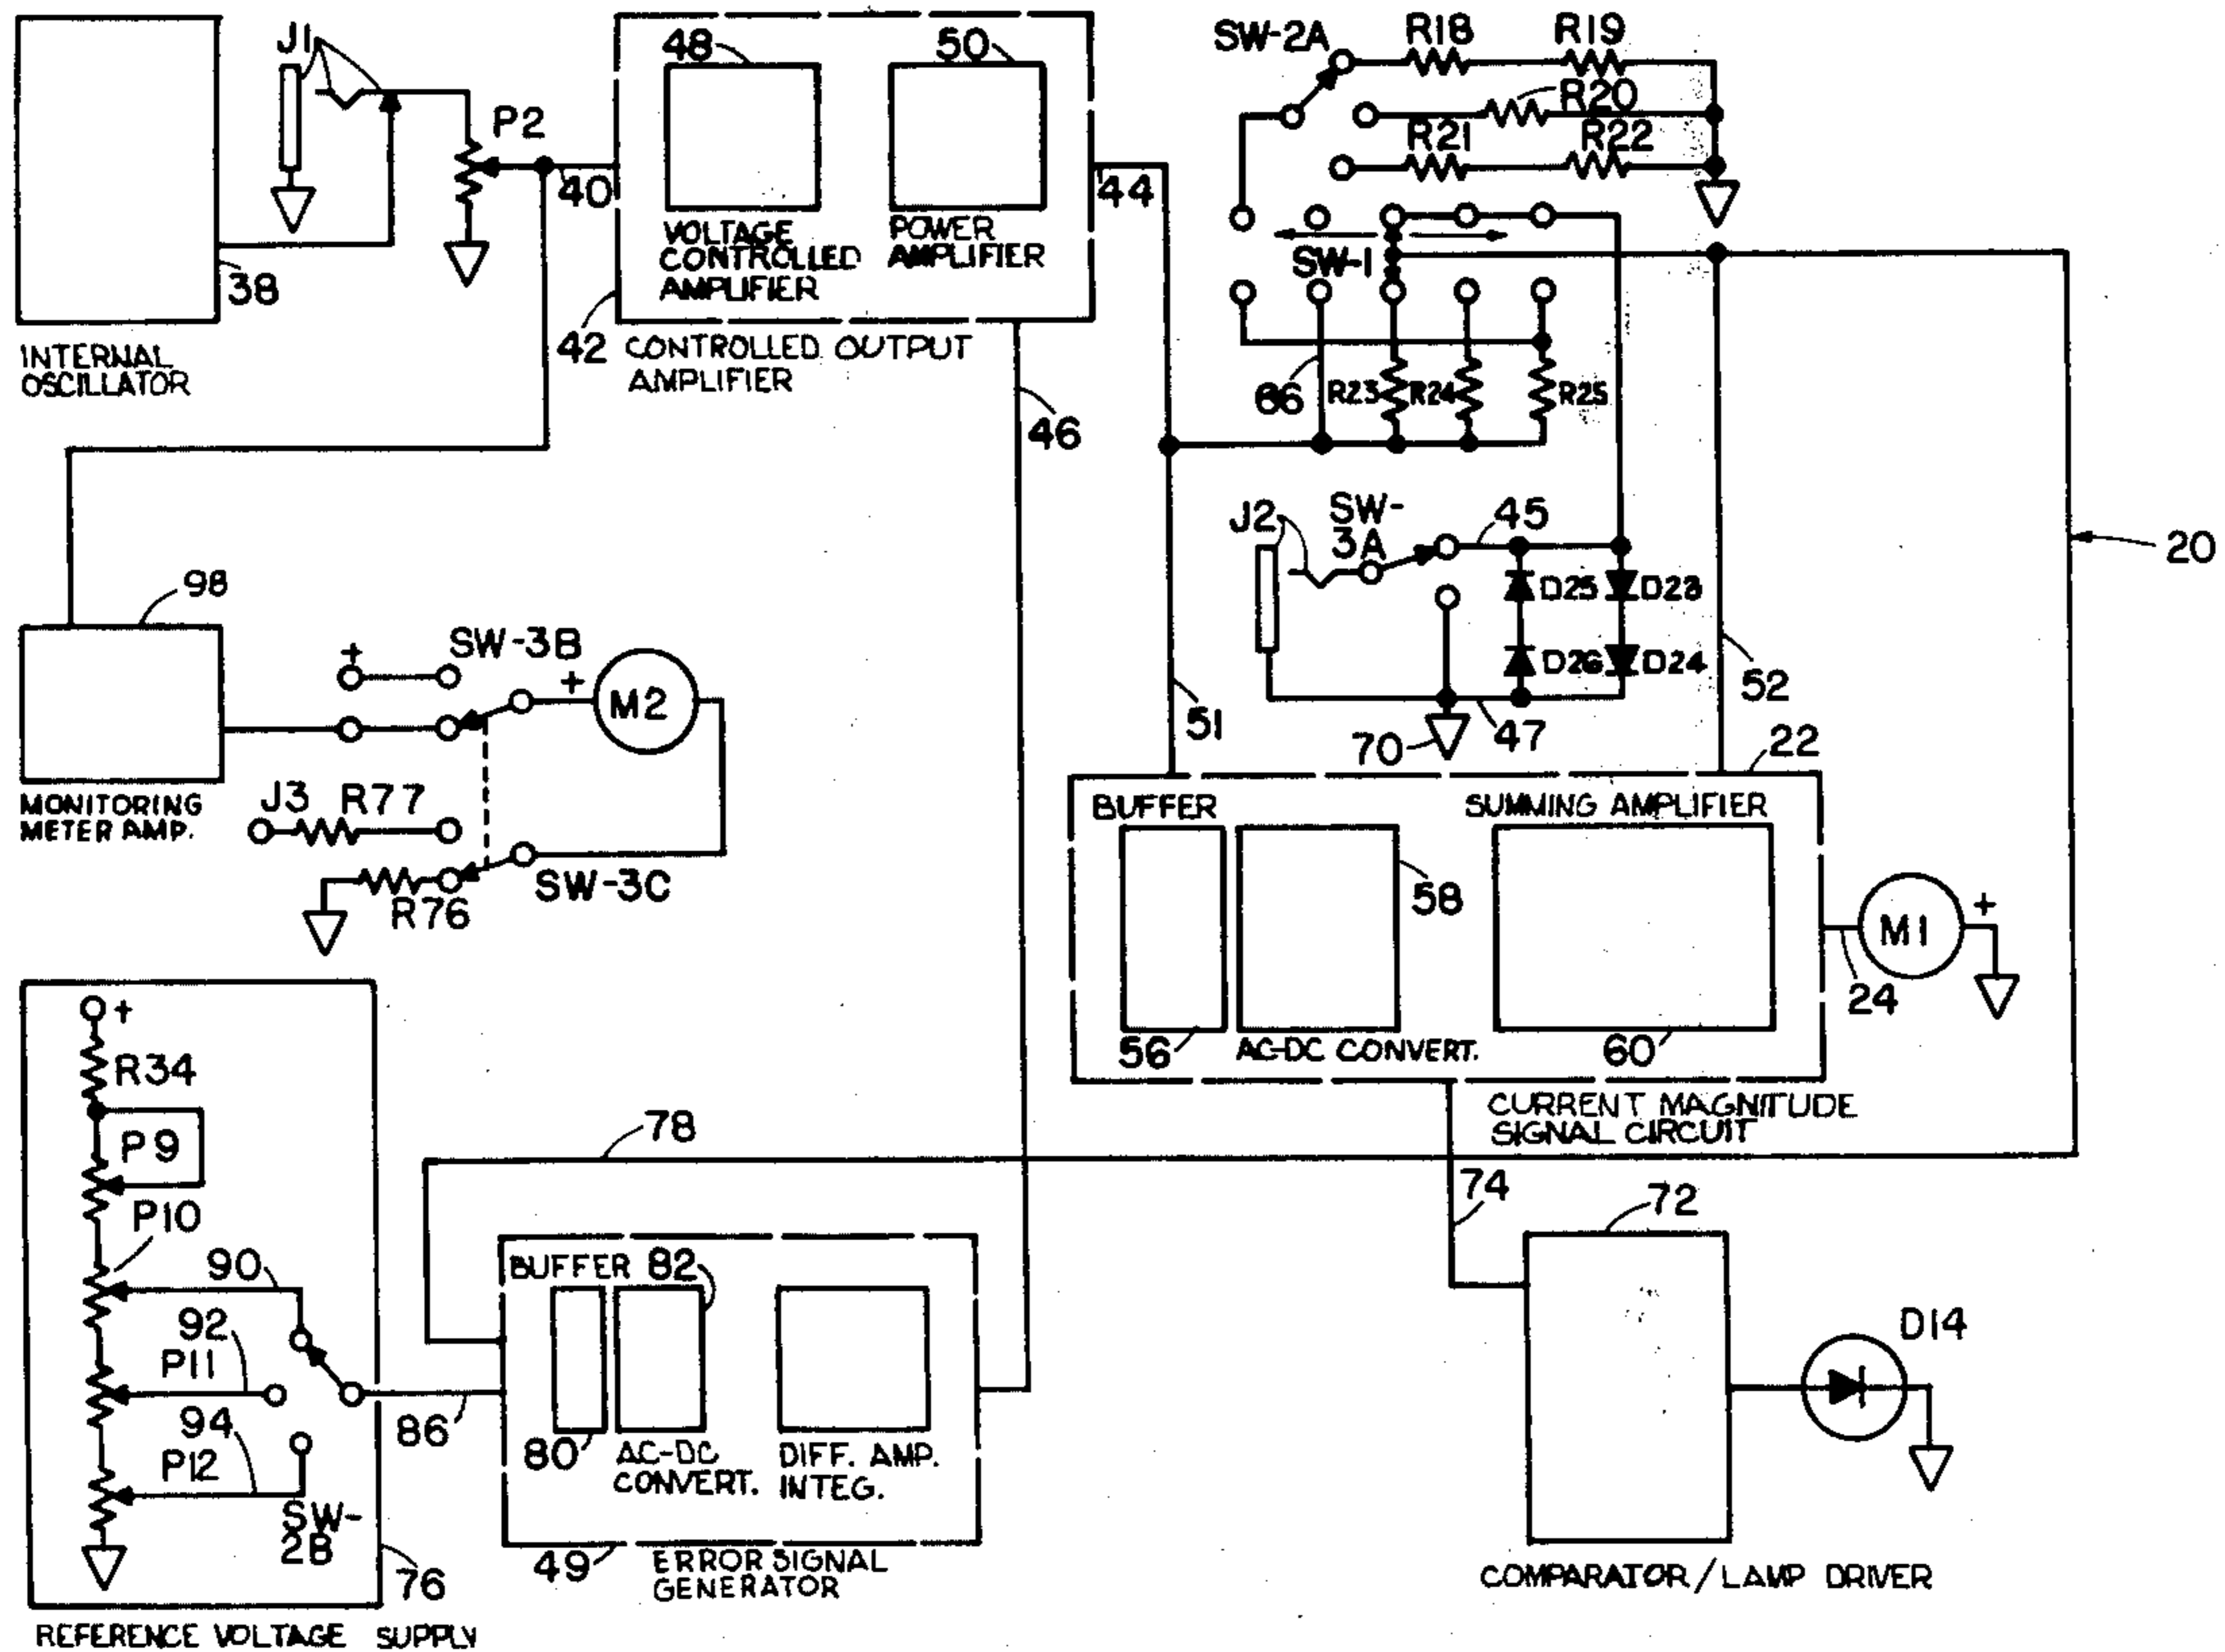 J1
P2
40
38
INTERNAL
OSCILLATOR
48
50
VOLTAGE
CONTROLLED
AMPLIFIER
POWER
AMPLIFIER
42
CONTROLLED OUTPUT
AMPLIFIER
44
46
SW-2A
R18
R19
R20
R21
R22
SW-1
66
R23
R24
R25
J2
SW-
3A
45
D25
D23
D26
D24
20
51
52
70
47
22
98
SW-3B
+
+
M2
MONITORING
METER AMP.
J3
R77
R76
SW-3C
BUFFER
SUMMING AMPLIFIER
58
M1
+
24
56
AC-DC CONVERT.
60
CURRENT MAGNITUDE
SIGNAL CIRCUIT
+
R34
P9
P10
90
92
P11
94
P12
SW-
2B
76
REFERENCE VOLTAGE SUPPLY
78
86
BUFFER
82
80
AC-DC
CONVERT.
DIFF. AMP.
INTEG.
49
ERROR SIGNAL
GENERATOR
74
72
D14
COMPARATOR/LAMP DRIVER